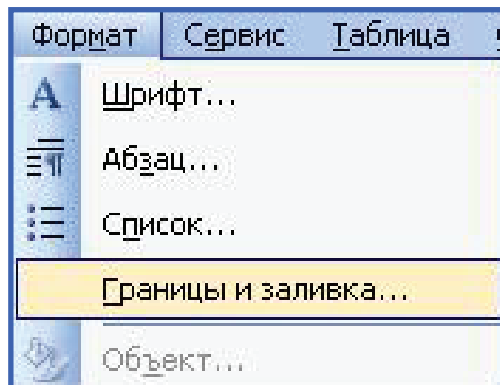 Формат Сервис Таблица
Шрифт...
Абзац...
Список...
Границы и заливка...
Объект...